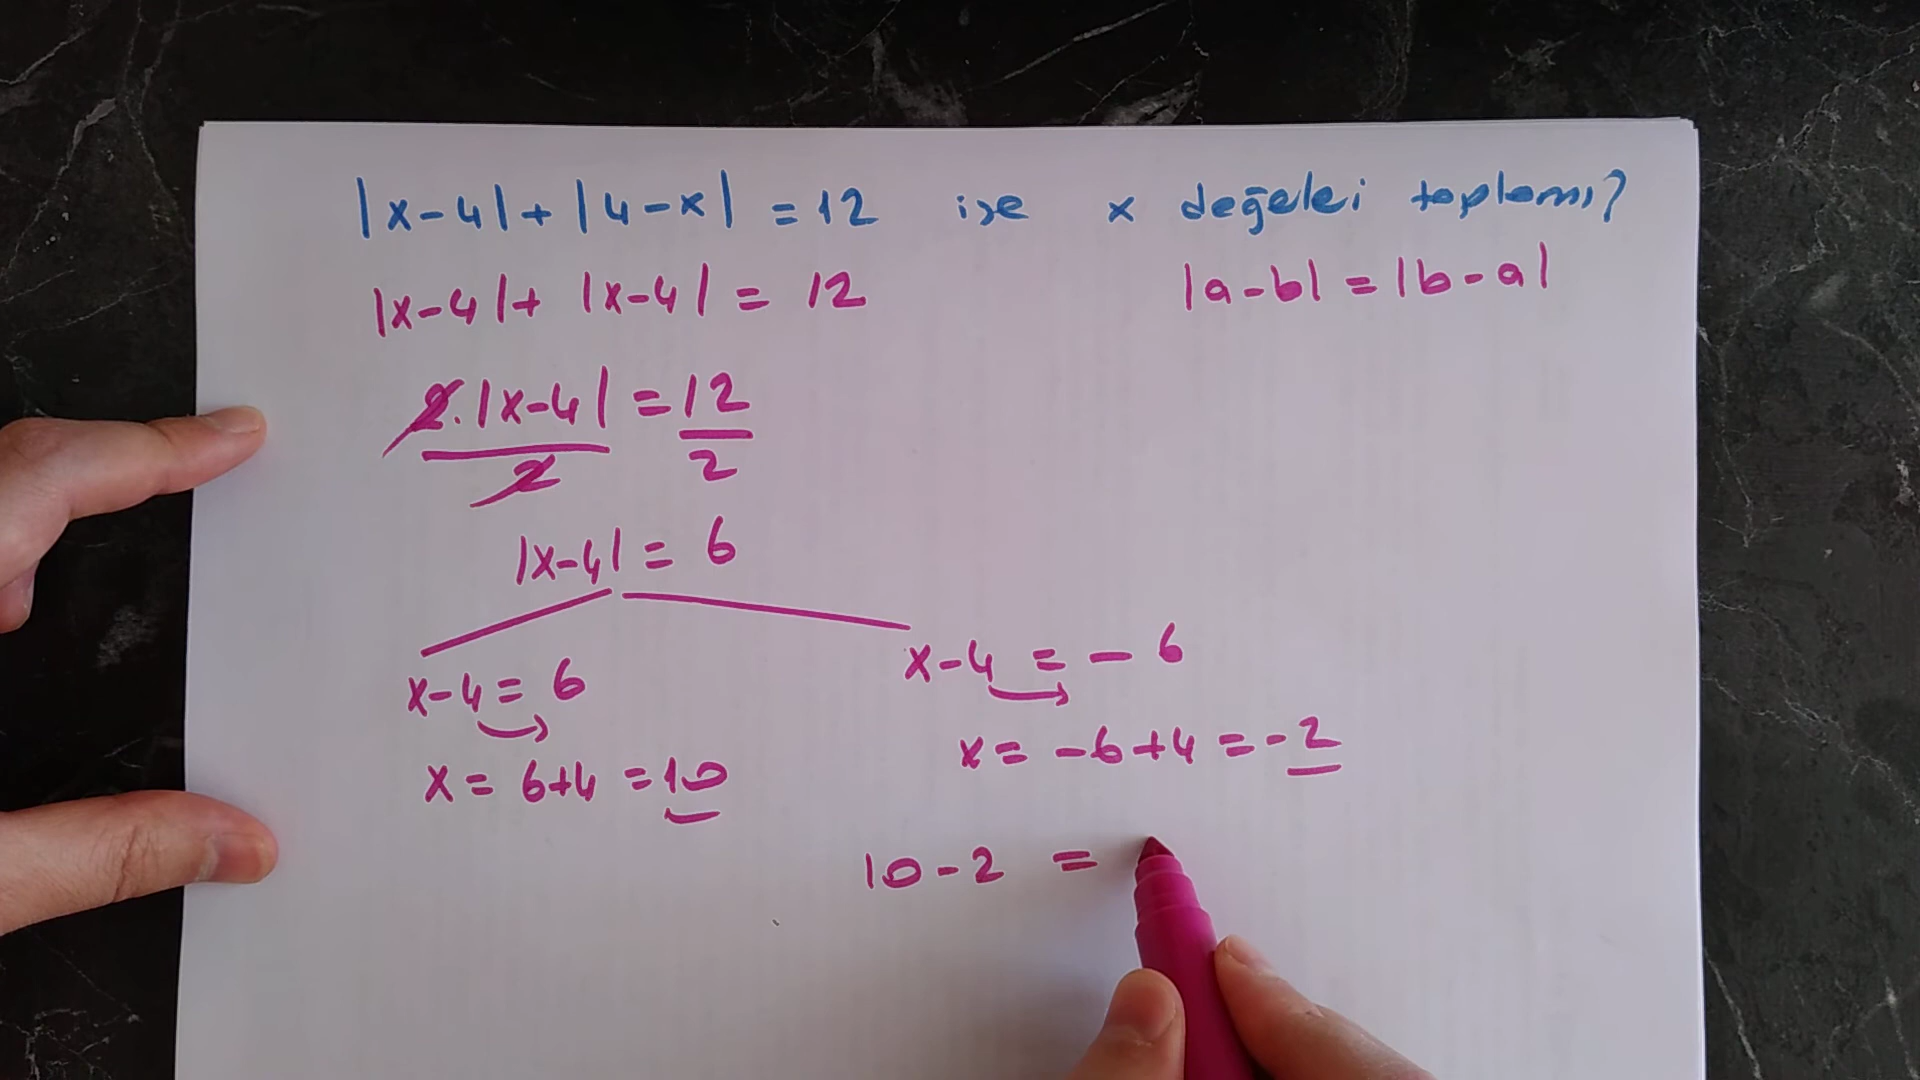 |x-4|+|4-x| = 12 ise x değeleri toplamı?
|x-4|+ |x-4| = 12 |a-b| = |b-a|
2.|x-4| = 12
2 2
|x-4| = 6
x-4 = 6 x-4 = - 6
x = 6+4 = 10 x = -6+4 = -2
10-2 =